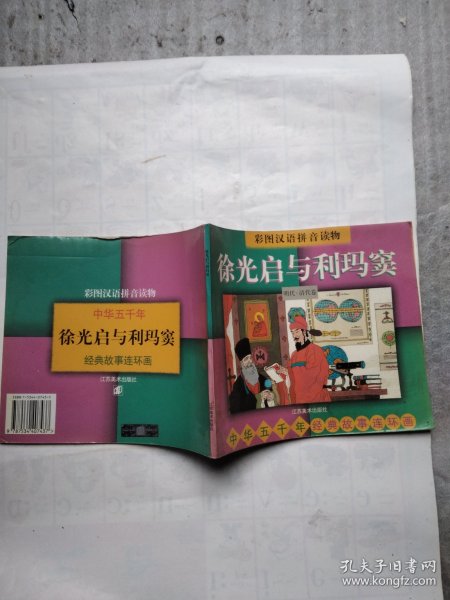 彩图汉语拼音读物
徐光启与利玛窦
明代·清代卷
江苏美术出版社
中华五千年经典故事连环画
彩图汉语拼音读物
中华五千年
徐光启与利玛窦
经典故事连环画
江苏美术出版社
孔夫子旧书网
www.kongfz.com